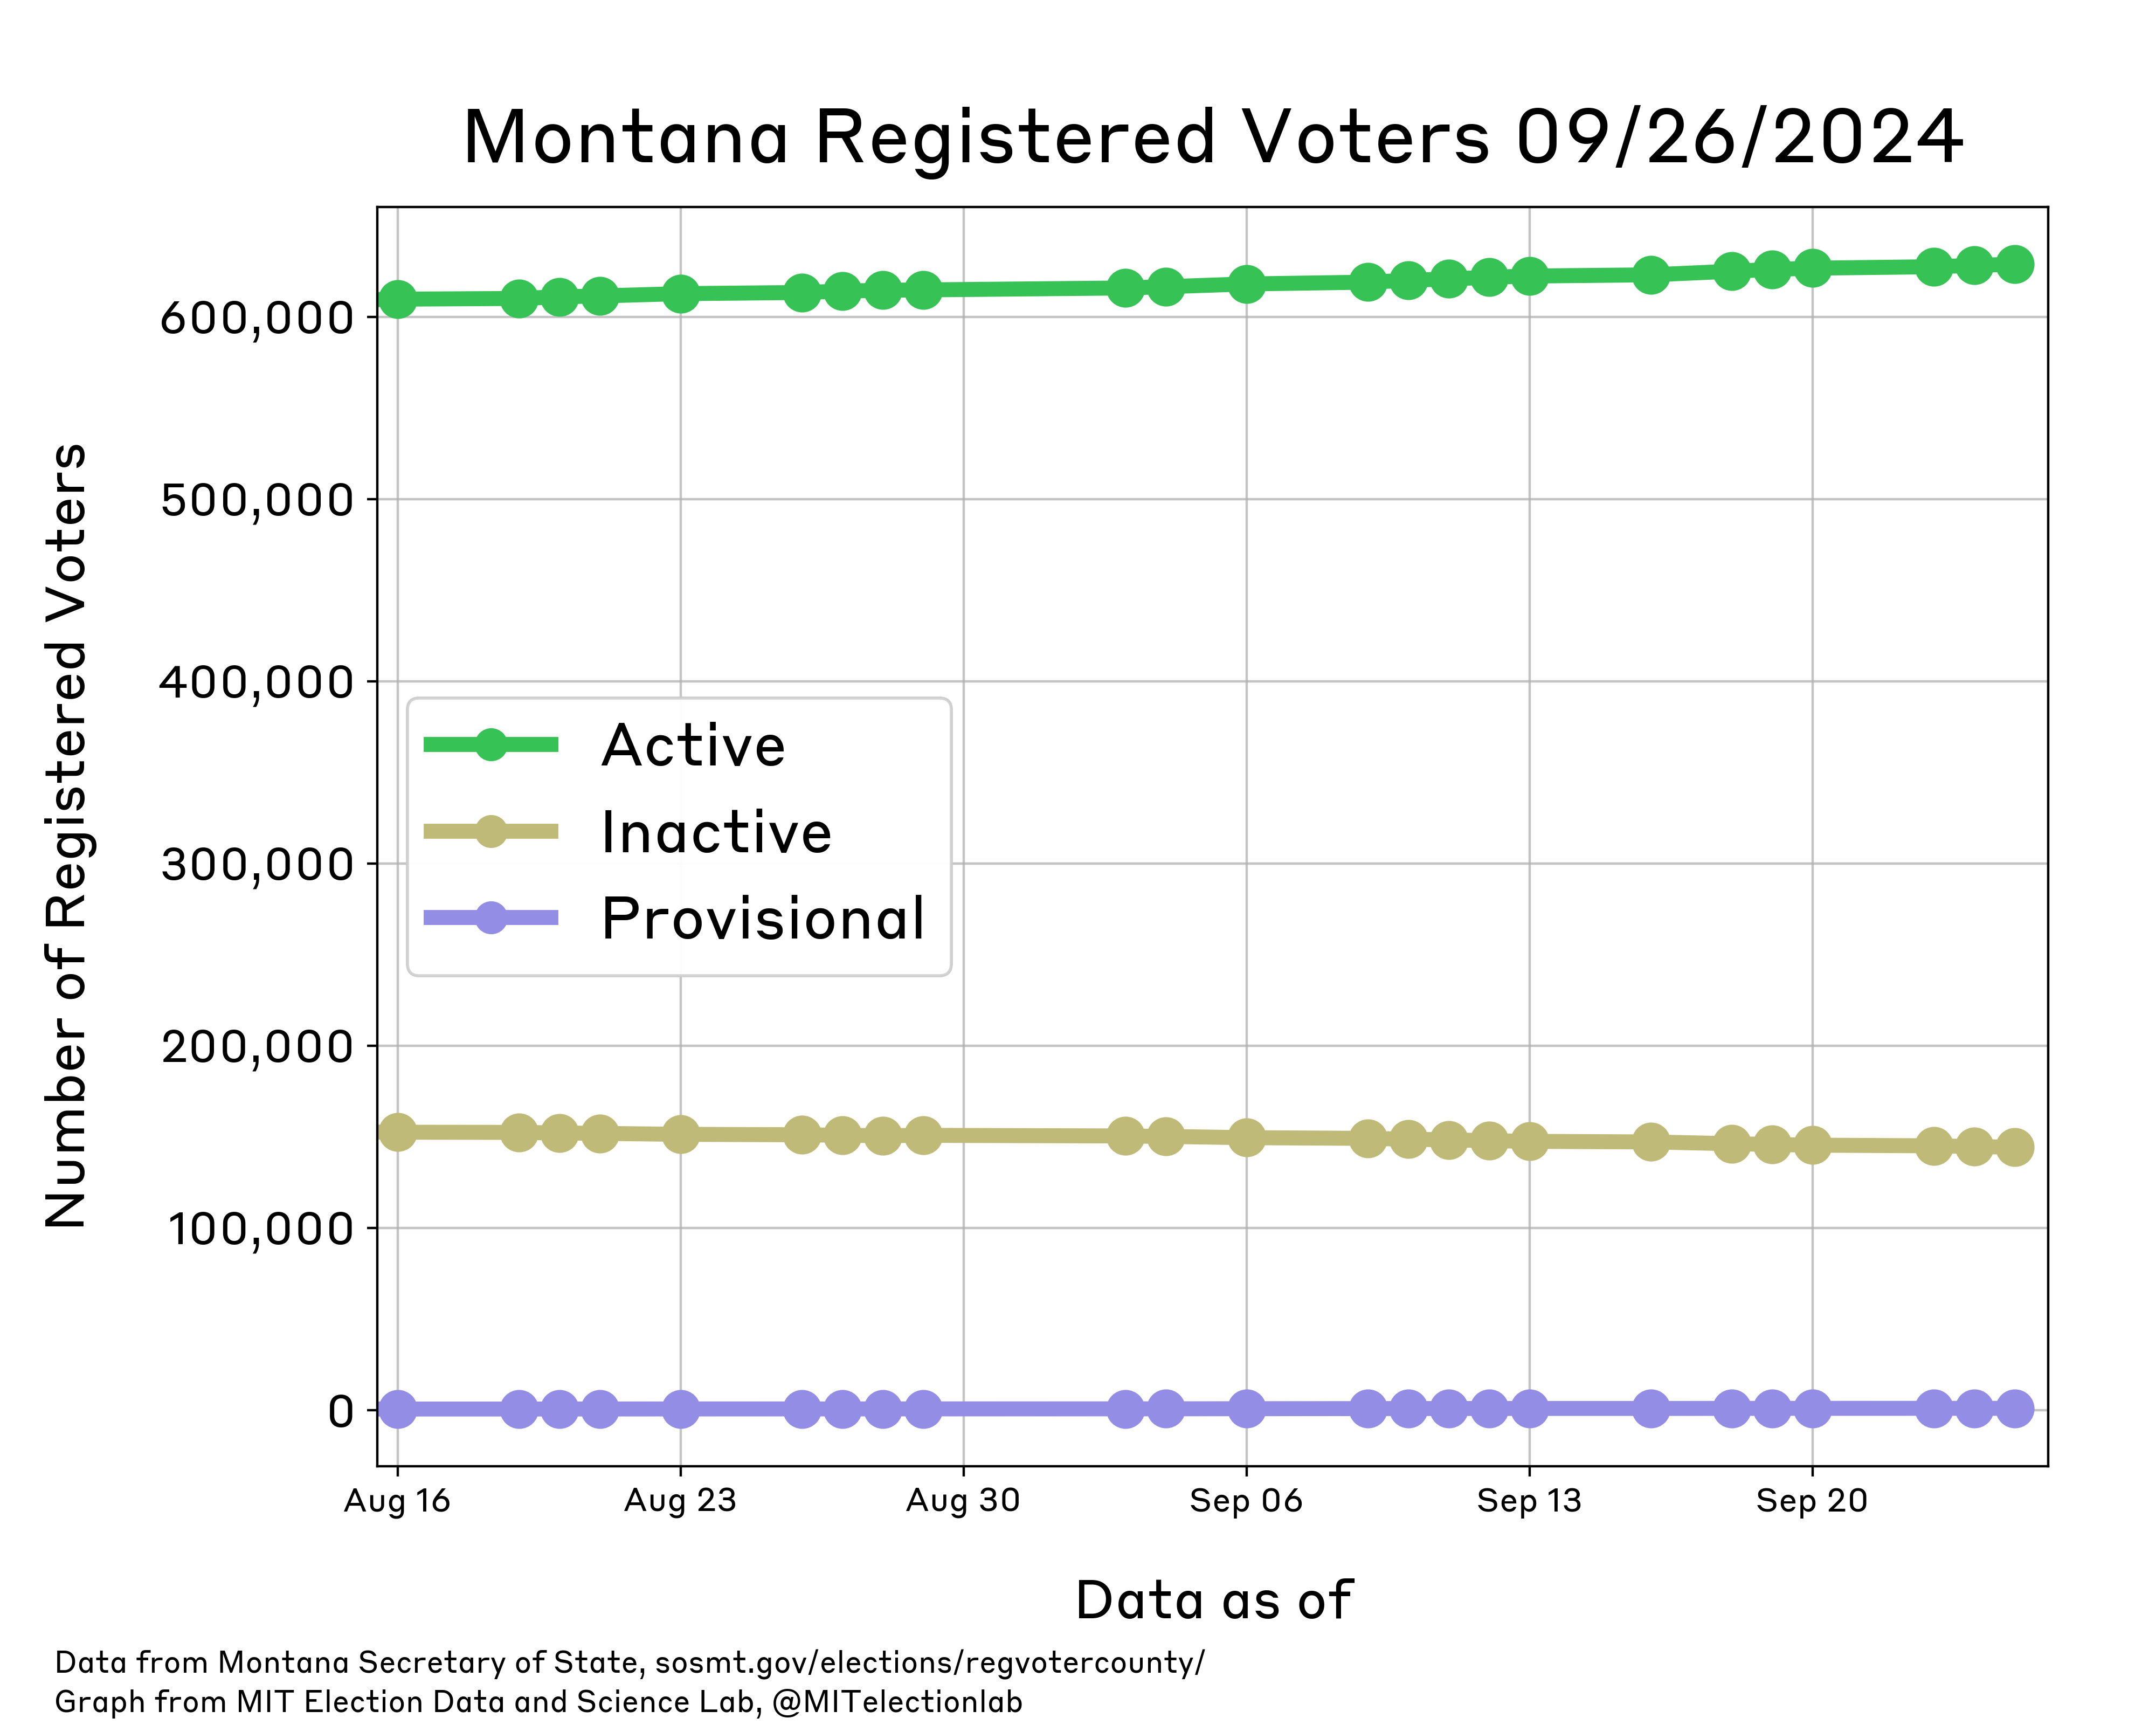 Montana Registered Voters 09/26/2024
Number of Registered Voters
600,000
500,000
400,000
300,000
200,000
100,000
0
Active
Inactive
Provisional
Aug 16
Aug 23
Aug 30
Sep 06
Sep 13
Sep 20
Data as of
Data from Montana Secretary of State, sosmt.gov/elections/regvotercounty/
Graph from MIT Election Data and Science Lab, @MITelectionlab